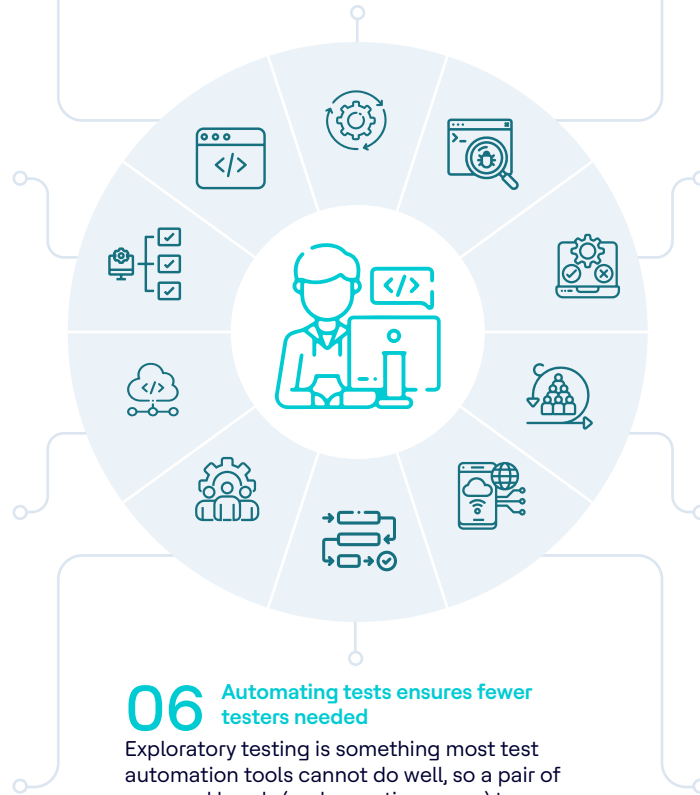 06
Automating tests ensures fewer
testers needed
Exploratory testing is something most test
automation tools cannot do well, so a pair of